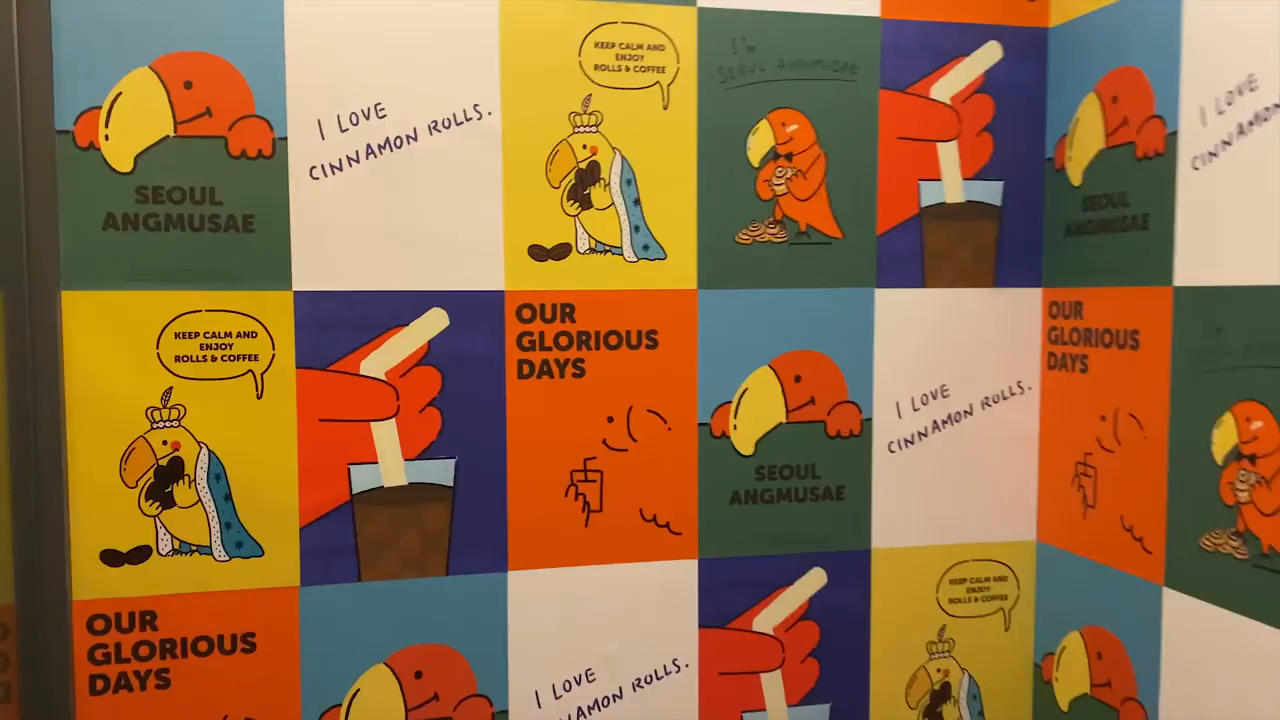 SEOUL
ANGMUSAE
I LOVE
CINNAMON ROLLS.
KEEP CALM AND
ENJOY
ROLLS & COFFEE
I'm
SEOUL ANGMUSAE
SEOUL
ANGMUSAE
I LOVE
CINNAMON
KEEP CALM AND
ENJOY
ROLLS & COFFEE
OUR
GLORIOUS
DAYS
SEOUL
ANGMUSAE
I LOVE
CINNAMON ROLLS.
OUR
GLORIOUS
DAYS
OUR
GLORIOUS
DAYS
I LOVE
NAMON ROLLS.
KEEP CALM AND
ENJOY
ROLLS & COFFEE